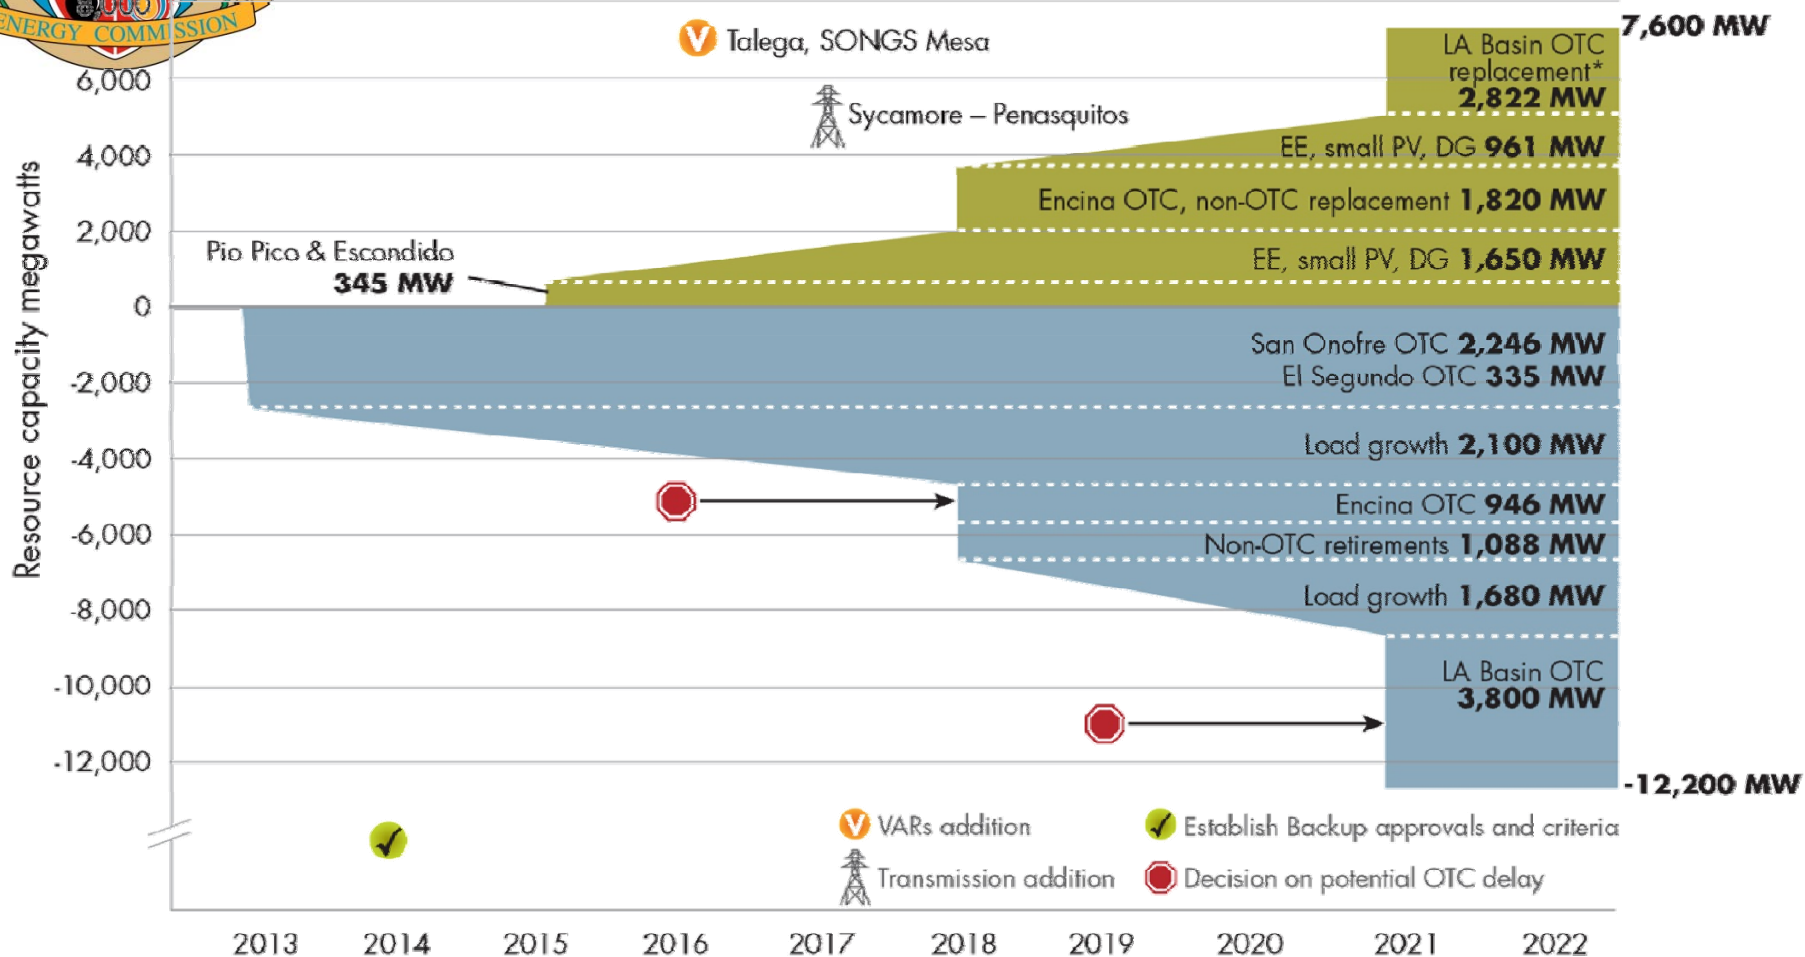 8,000
ENERGY COMMISSION
7,600 MW
Talega, SONGS Mesa
LA Basin OTC
replacement*
2,822 MW
6,000
Sycamore – Penasquitos
EE, small PV, DG 961 MW
4,000
Encina OTC, non-OTC replacement 1,820 MW
2,000
Pio Pico & Escondido
345 MW
EE, small PV, DG 1,650 MW
0
Resource capacity megawatts
San Onofre OTC 2,246 MW
El Segundo OTC 335 MW
-2,000
Load growth 2,100 MW
-4,000
Encina OTC 946 MW
-6,000
Non-OTC retirements 1,088 MW
Load growth 1,680 MW
-8,000
LA Basin OTC
3,800 MW
-10,000
-12,000
-12,200 MW
V VARs addition
Establish Backup approvals and criteria
Transmission addition
Decision on potential OTC delay
2013 2014 2015 2016 2017 2018 2019 2020 2021 2022